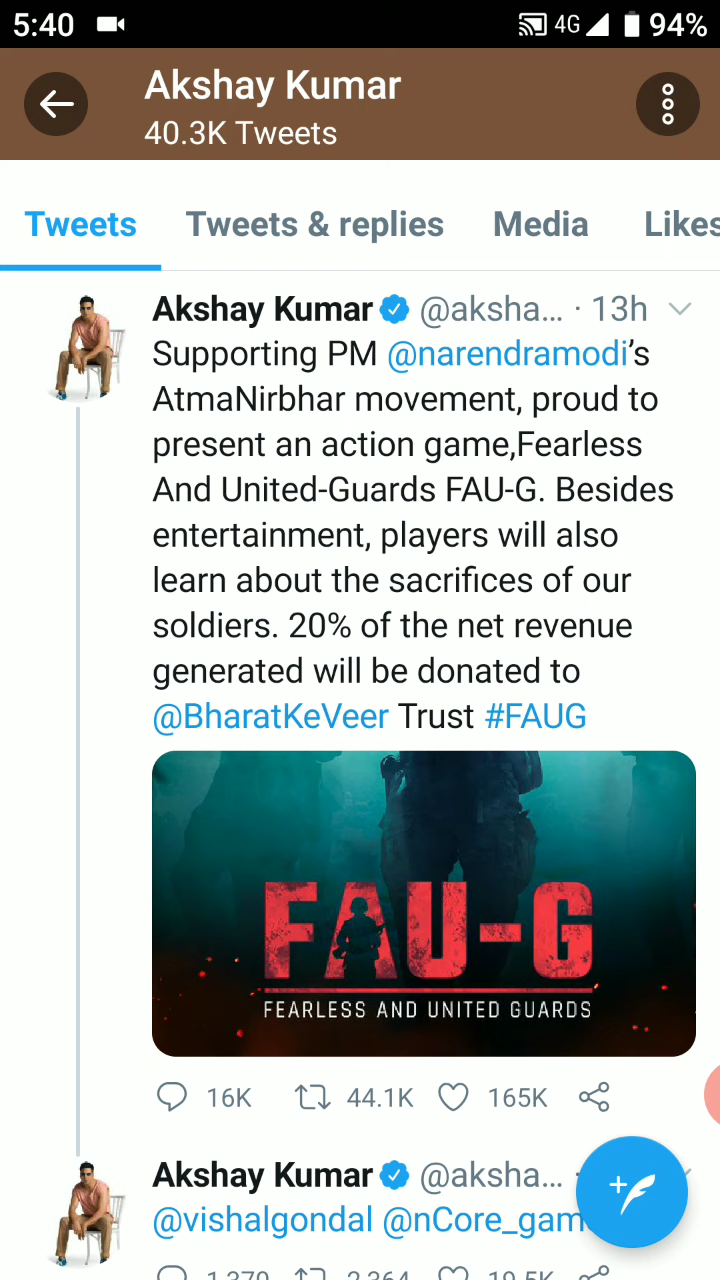 5:40
4G
94%
Akshay Kumar
40.3K Tweets
Tweets
Tweets & replies
Media
Likes
Akshay Kumar @aksha... · 13h
Supporting PM @narendramodi's
AtmaNirbhar movement, proud to
present an action game,Fearless
And United-Guards FAU-G. Besides
entertainment, players will also
learn about the sacrifices of our
soldiers. 20% of the net revenue
generated will be donated to
@BharatKeVeer Trust #FAUG
FAU-G
FEARLESS AND UNITED GUARDS
16K
44.1K
165K
Akshay Kumar @aksha... ·
@vishalgondal @nCore_gam
1,370
2,364
19.5K